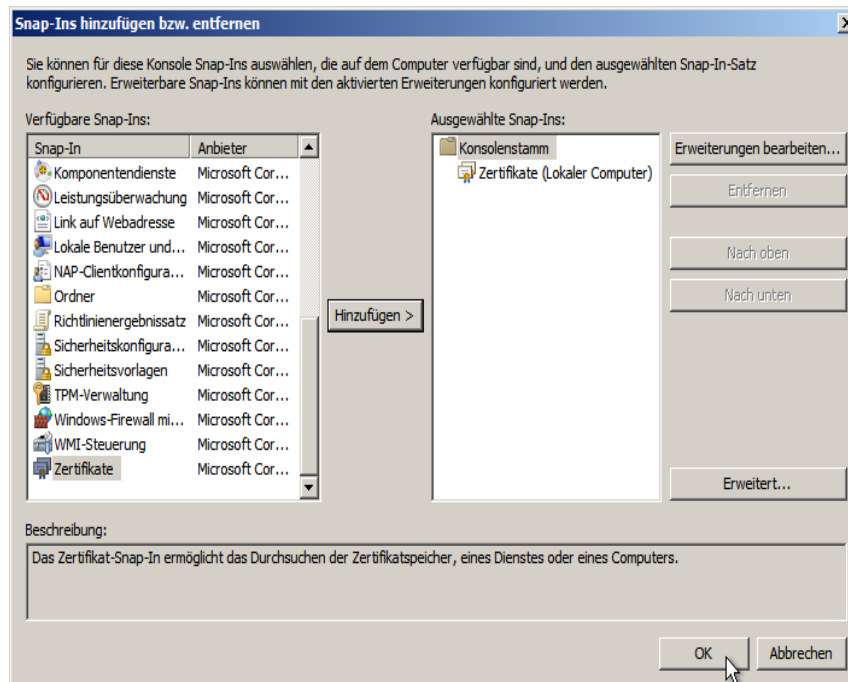 Snap-Ins hinzufügen bzw. entfernen
Sie können für diese Konsole Snap-Ins auswählen, die auf dem Computer verfügbar sind, und den ausgewählten Snap-In-Satz
konfigurieren. Erweiterbare Snap-Ins können mit den aktivierten Erweiterungen konfiguriert werden.
Verfügbare Snap-Ins:
Snap-In Anbieter
Komponentendienste Microsoft Cor...
Leistungsüberwachung Microsoft Cor...
Link auf Webadresse Microsoft Cor...
Lokale Benutzer und... Microsoft Cor...
NAP-Clientkonfigura... Microsoft Cor...
Ordner Microsoft Cor...
Richtlinienergebnissatz Microsoft Cor...
Sicherheitskonfigura... Microsoft Cor...
Sicherheitsvorlagen Microsoft Cor...
TPM-Verwaltung Microsoft Cor...
Windows-Firewall mi... Microsoft Cor...
WMI-Steuerung Microsoft Cor...
Zertifikate Microsoft Cor...
Hinzufügen >
Ausgewählte Snap-Ins:
Konsolenstamm
Zertifikate (Lokaler Computer)
Erweiterungen bearbeiten...
Entfernen
Nach oben
Nach unten
Erweitert...
Beschreibung:
Das Zertifikat-Snap-In ermöglicht das Durchsuchen der Zertifikatspeicher, eines Dienstes oder eines Computers.
OK
Abbrechen